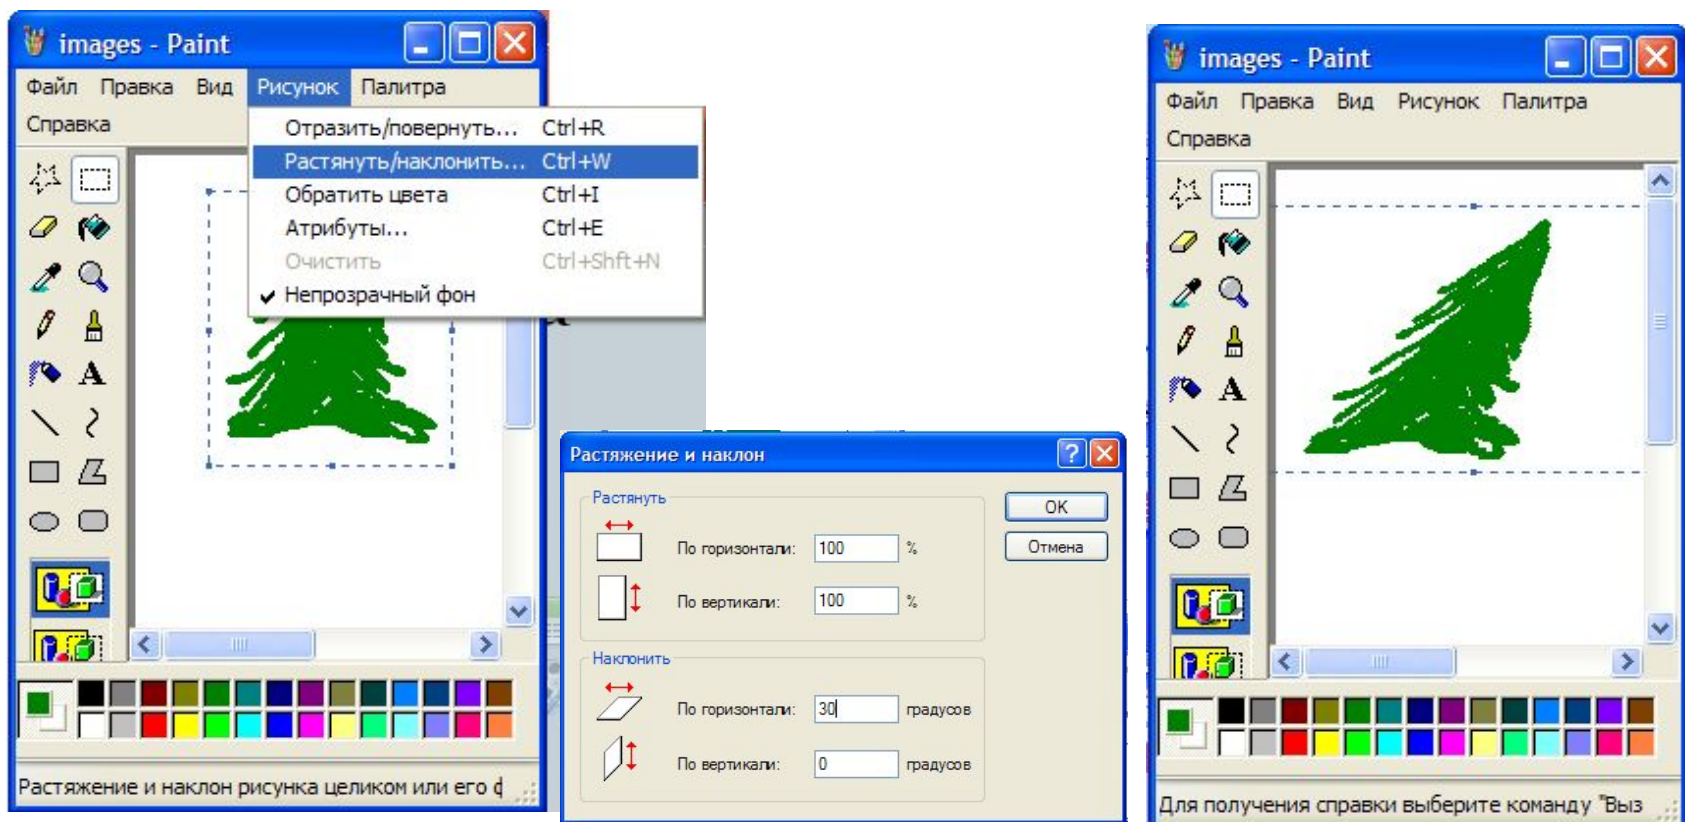 images - Paint
Файл Правка Вид Рисунок Палитра
Справка
Отразить/повернуть... Ctrl+R
Растянуть/наклонить... Ctrl+W
Обратить цвета Ctrl+I
Атрибуты... Ctrl+E
Очистить Ctrl+Shft+N
Непрозрачный фон
A
Растяжение и наклон рисунка целиком или его
Растяжение и наклон
Растянуть
По горизонтали: 100 %
По вертикали: 100 %
OK
Отмена
Наклонить
По горизонтали: 30 градусов
По вертикали: 0 градусов
images - Paint
Файл Правка Вид Рисунок Палитра
Справка
A
Для получения справки выберите команду "Выз